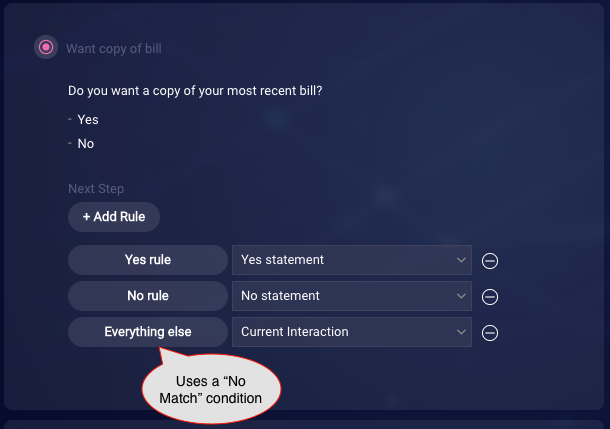 Want copy of bill
Do you want a copy of your most recent bill?
- Yes
- No
Next Step
+ Add Rule
Yes rule Yes statement
No rule No statement
Everything else Current Interaction
Uses a “No
Match” condition